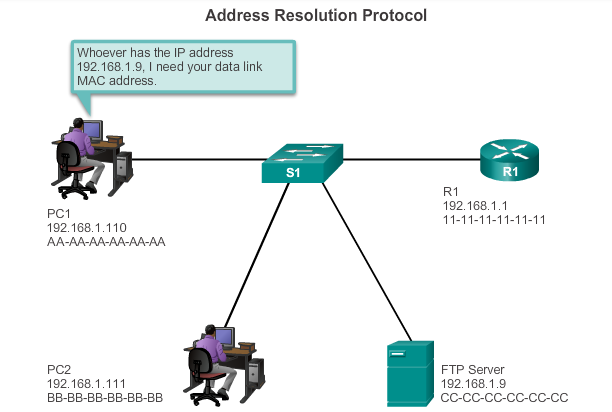 Address Resolution Protocol
Whoever has the IP address
192.168.1.9, I need your data link
MAC address.
S1
R1
PC1
192.168.1.110
AA-AA-AA-AA-AA-AA
R1
192.168.1.1
11-11-11-11-11-11
PC2
192.168.1.111
BB-BB-BB-BB-BB-BB
FTP Server
192.168.1.9
CC-CC-CC-CC-CC-CC